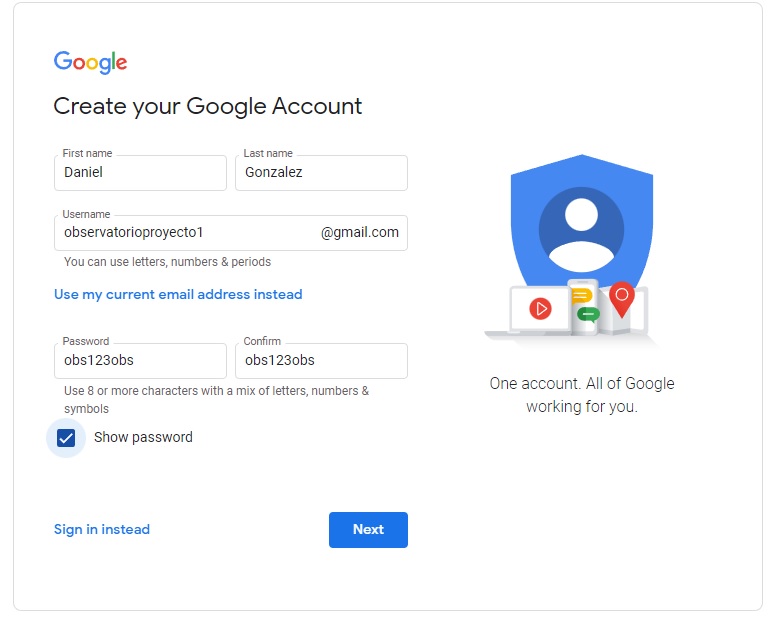 Google
Create your Google Account
First name
Last name
Daniel
Gonzalez
Username
observatorioproyecto1
@gmail.com
You can use letters, numbers & periods
Use my current email address instead
Password
Confirm
obs123obs
obs123obs
Use 8 or more characters with a mix of letters, numbers &
symbols
Show password
Sign in instead
Next
One account. All of Google
working for you.